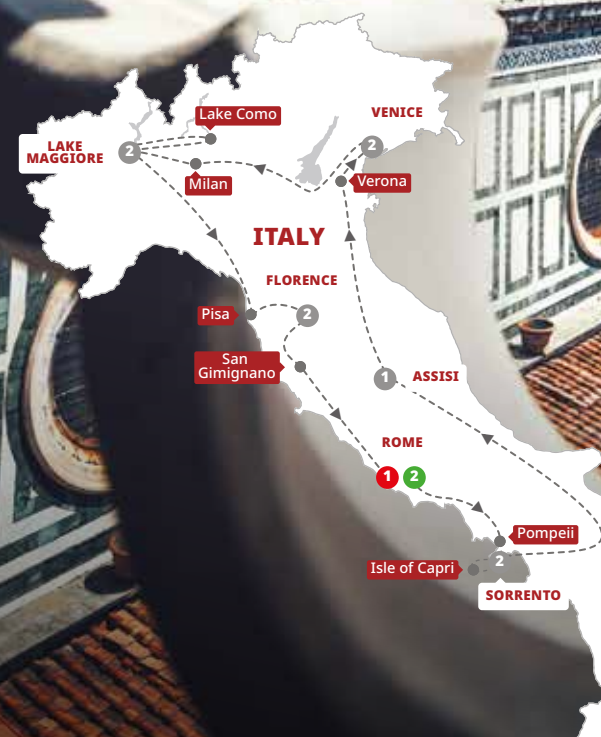 Lake Como
VENICE
2
LAKE
MAGGIORE
2
Milan
Verona
ITALY
FLORENCE
Pisa
2
San
Gimignano
1
ASSISI
ROME
1
2
Pompeii
2
Isle of Capri
SORRENTO